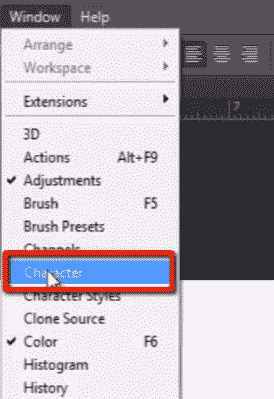 Window Help
Arrange
Workspace
Extensions
7
3D
Actions Alt+F9
Adjustments
Brush F5
Brush Presets
Channels
Character
Character Styles
Clone Source
Color F6
Histogram
History